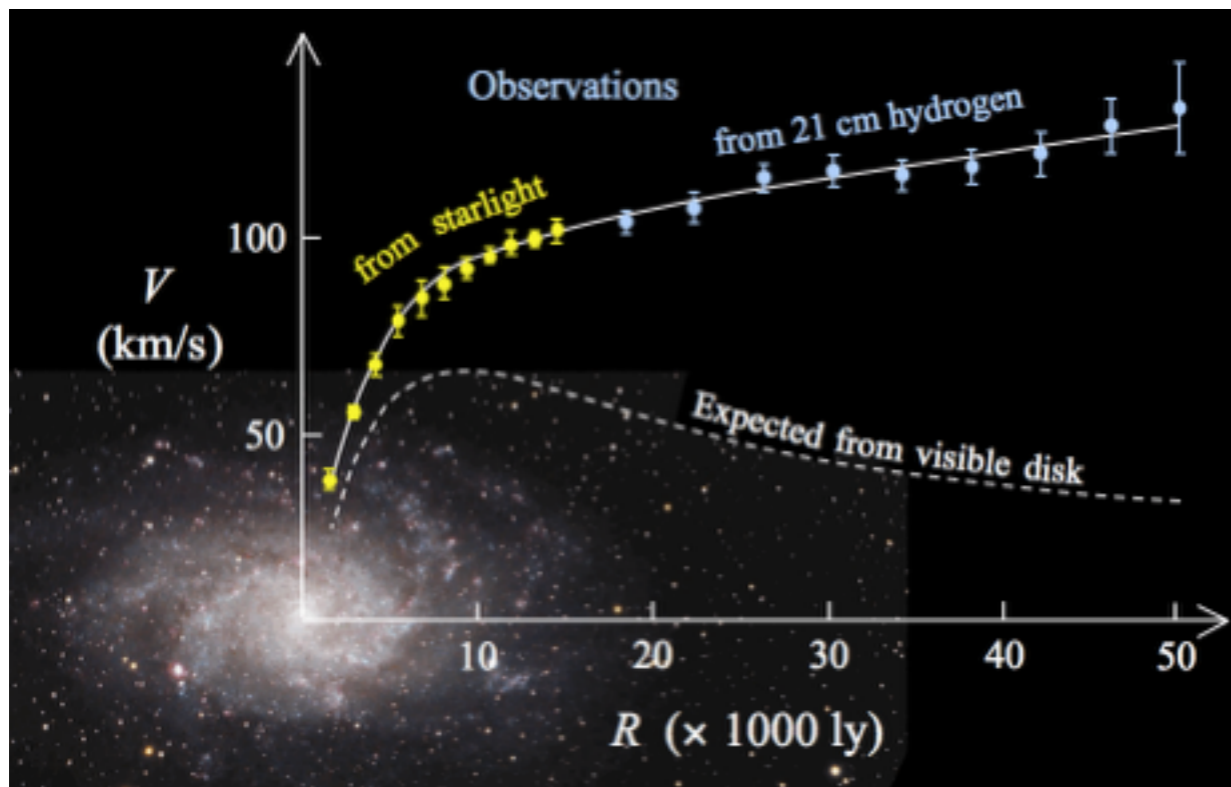 Observations
from 21 cm hydrogen
from starlight
100
V
(km/s)
50
Expected from visible disk
10
20
30
40
50
R (× 1000 ly)